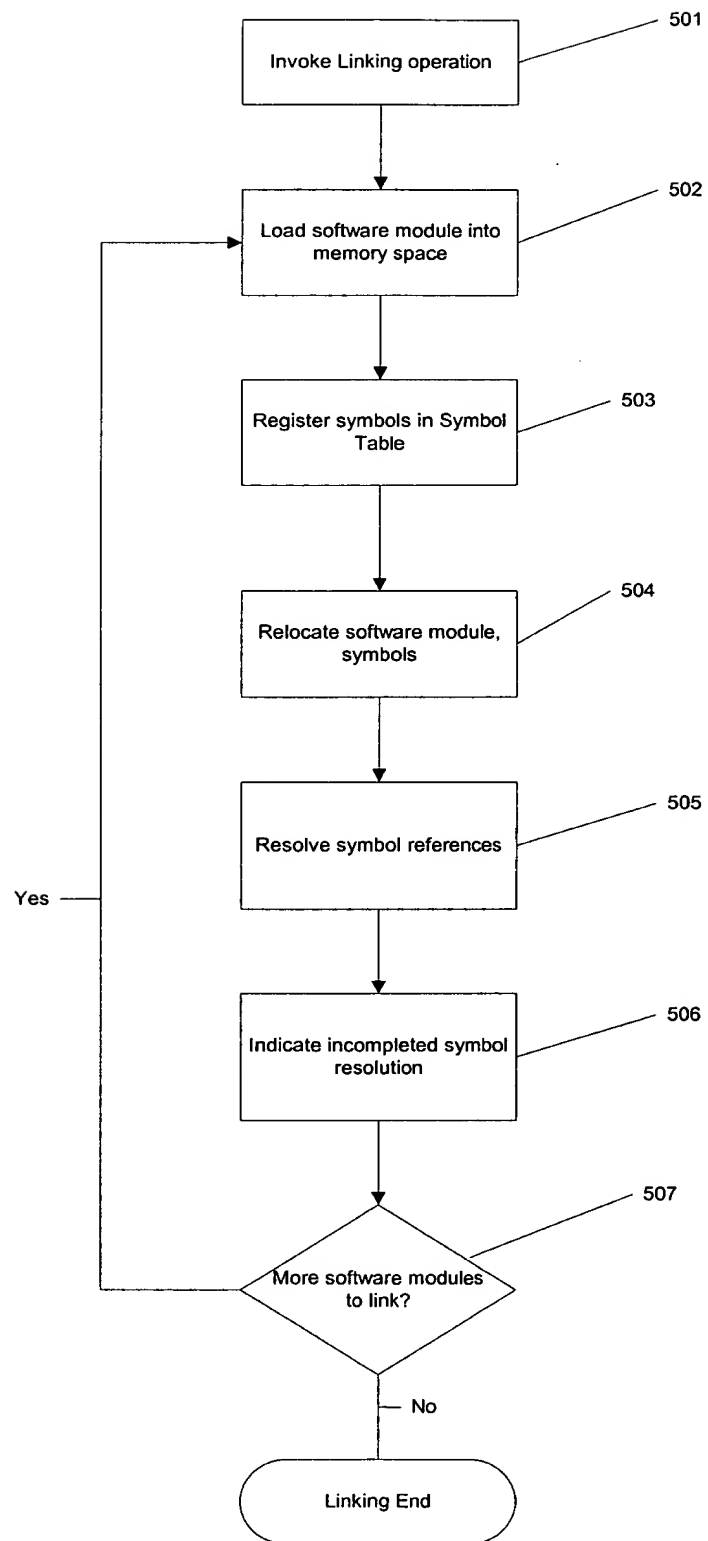 501
Invoke Linking operation
502
Load software module into
memory space
503
Register symbols in Symbol
Table
504
Relocate software module,
symbols
505
Resolve symbol references
Yes
506
Indicate incompleted symbol
resolution
507
More software modules
to link?
No
Linking End